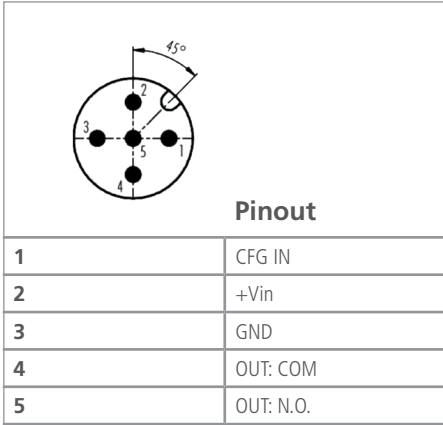 45°
2
3
5
1
4
Pinout
1 CFG IN
2 +Vin
3 GND
4 OUT: COM
5 OUT: N.O.